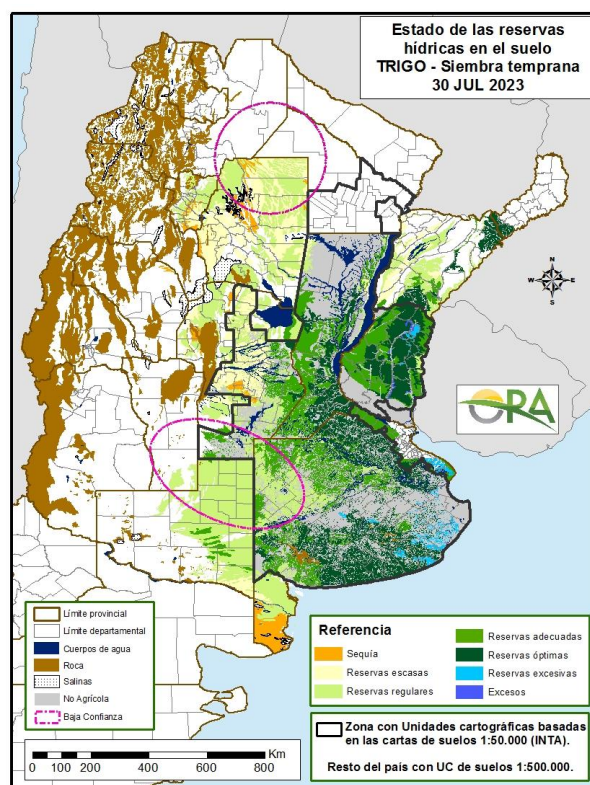 Estado de las reservas
hídricas en el suelo
TRIGO - Siembra temprana
30 JUL 2023
N
W E
S
ORA
Límite provincial
Límite departamental
Cuerpos de agua
Roca
Salinas
No Agrícola
Baja Confianza
Referencia
Sequía
Reservas escasas
Reservas regulares
Reservas adecuadas
Reservas óptimas
Reservas excesivas
Excesos
Zona con Unidades cartográficas basadas
en las cartas de suelos 1:50.000 (INTA).
Resto del país con UC de suelos 1:500.000.
Km
0 100 200 400 600 800